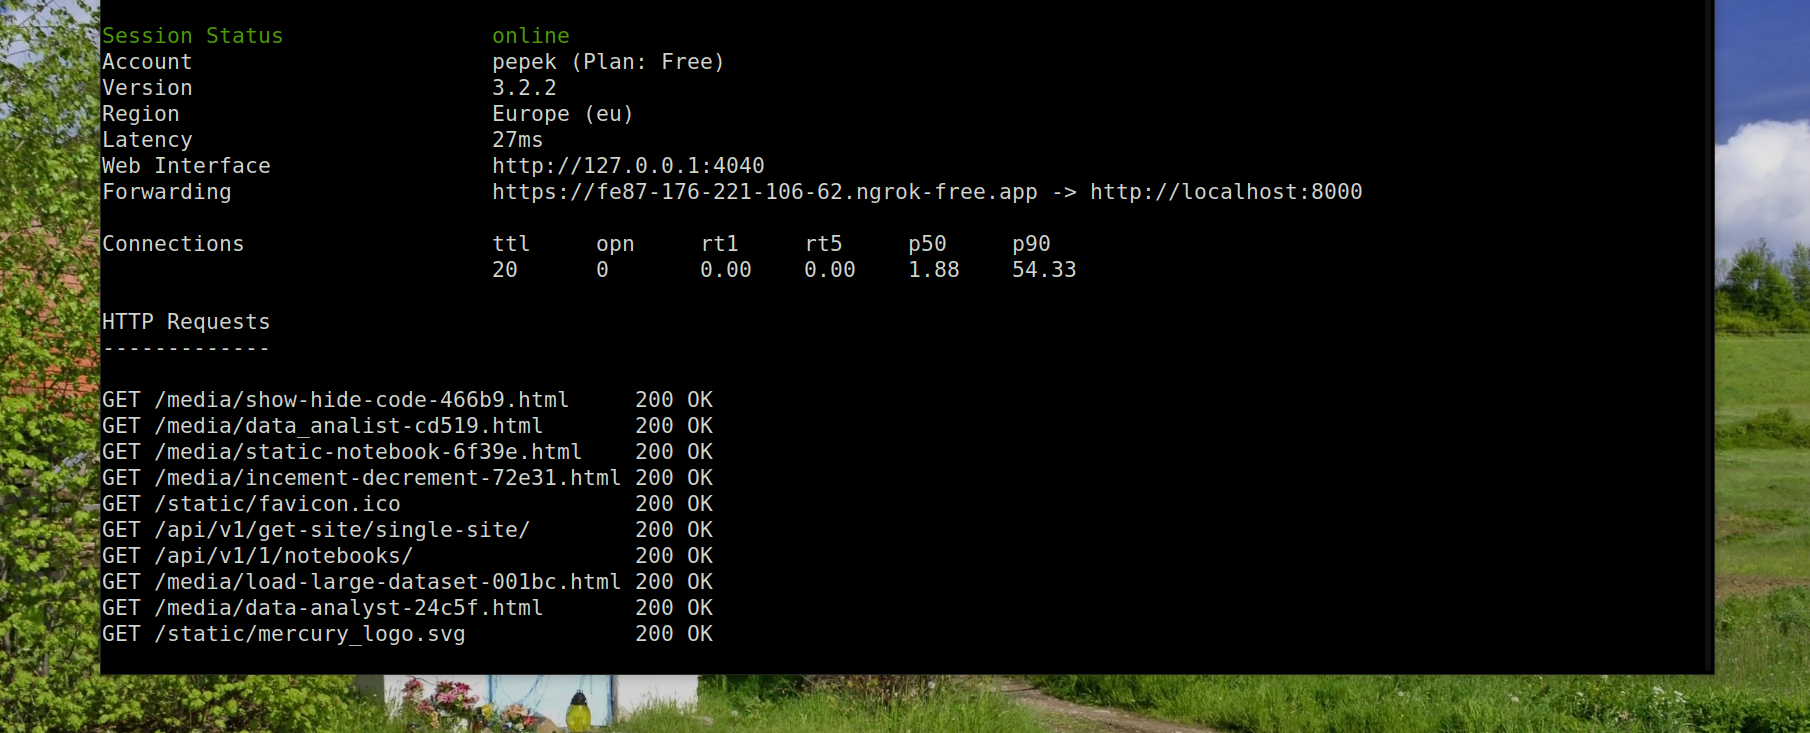 Session Status online
Account pepek (Plan: Free)
Version 3.2.2
Region Europe (eu)
Latency 27ms
Web Interface http://127.0.0.1:4040
Forwarding https://fe87-176-221-106-62.ngrok-free.app -> http://localhost:8000
Connections ttl opn rt1 rt5 p50 p90
20 0 0.00 0.00 1.88 54.33
HTTP Requests
-------------
GET /media/show-hide-code-466b9.html 200 OK
GET /media/data_analist-cd519.html 200 OK
GET /media/static-notebook-6f39e.html 200 OK
GET /media/incement-decrement-72e31.html 200 OK
GET /static/favicon.ico 200 OK
GET /api/v1/get-site/single-site/ 200 OK
GET /api/v1/1/notebooks/ 200 OK
GET /media/load-large-dataset-001bc.html 200 OK
GET /media/data-analyst-24c5f.html 200 OK
GET /static/mercury_logo.svg 200 OK